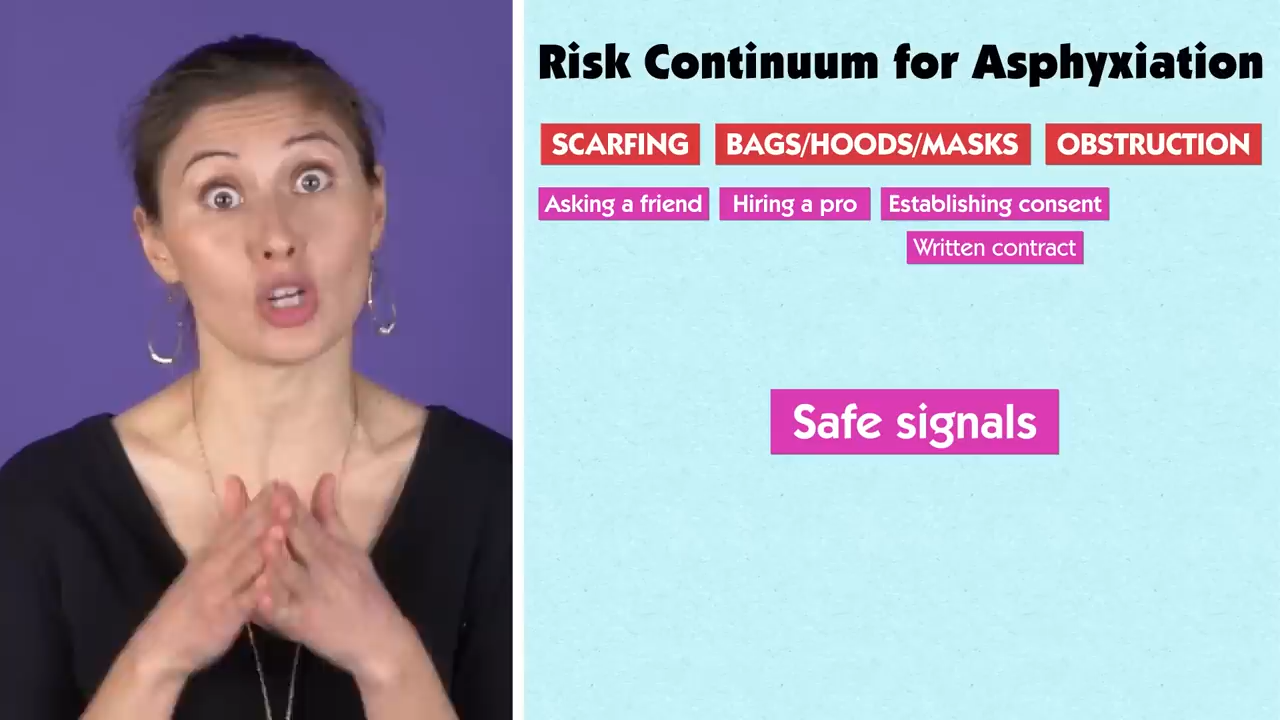 Risk Continuum for Asphyxiation
SCARFING BAGS/HOODS/MASKS OBSTRUCTION
Asking a friend Hiring a pro Establishing consent
Written contract
Safe signals